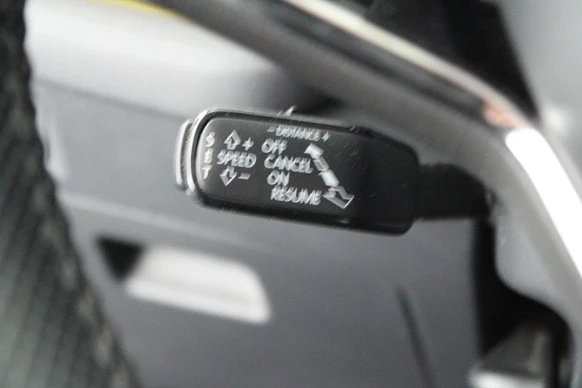 - DISTANCE +
S + OFF
E SPEED CANCEL
T - ON
RESUME